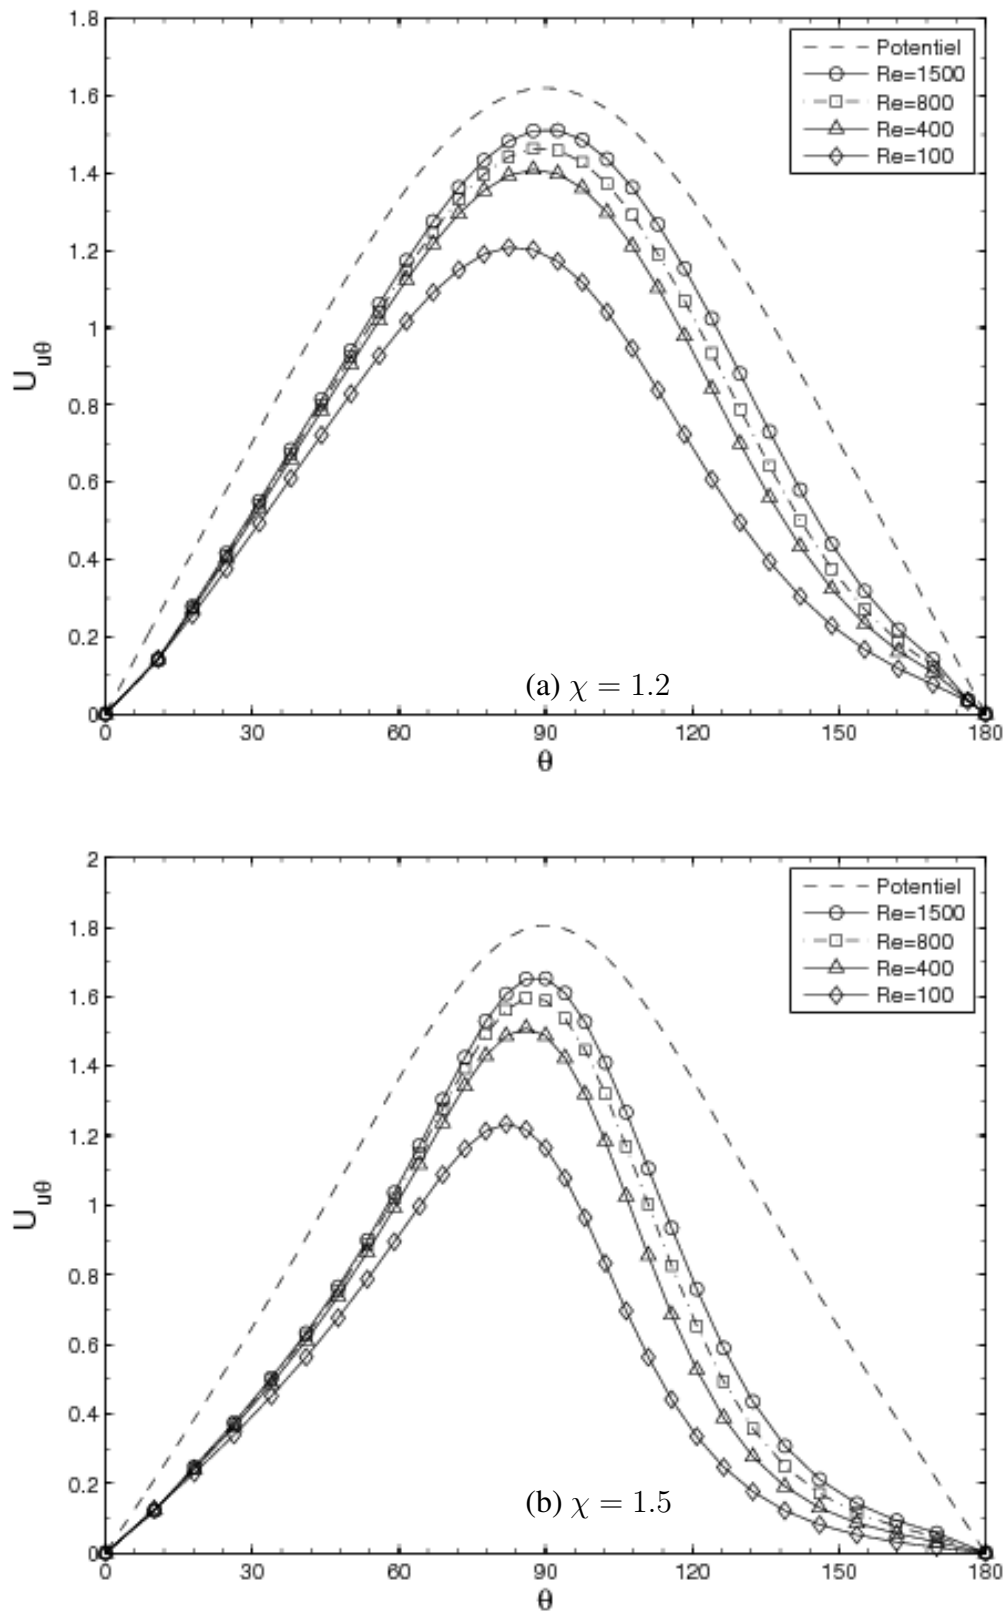 1.8
1.6
1.4
1.2
1
0.8
0.6
0.4
0.2
0
U_uθ
Potentiel
Re=1500
Re=800
Re=400
Re=100
(a) χ = 1.2
0 30 60 90 120 150 180
θ
2
1.8
1.6
1.4
1.2
1
0.8
0.6
0.4
0.2
0
U_uθ
Potentiel
Re=1500
Re=800
Re=400
Re=100
(b) χ = 1.5
0 30 60 90 120 150 180
θ